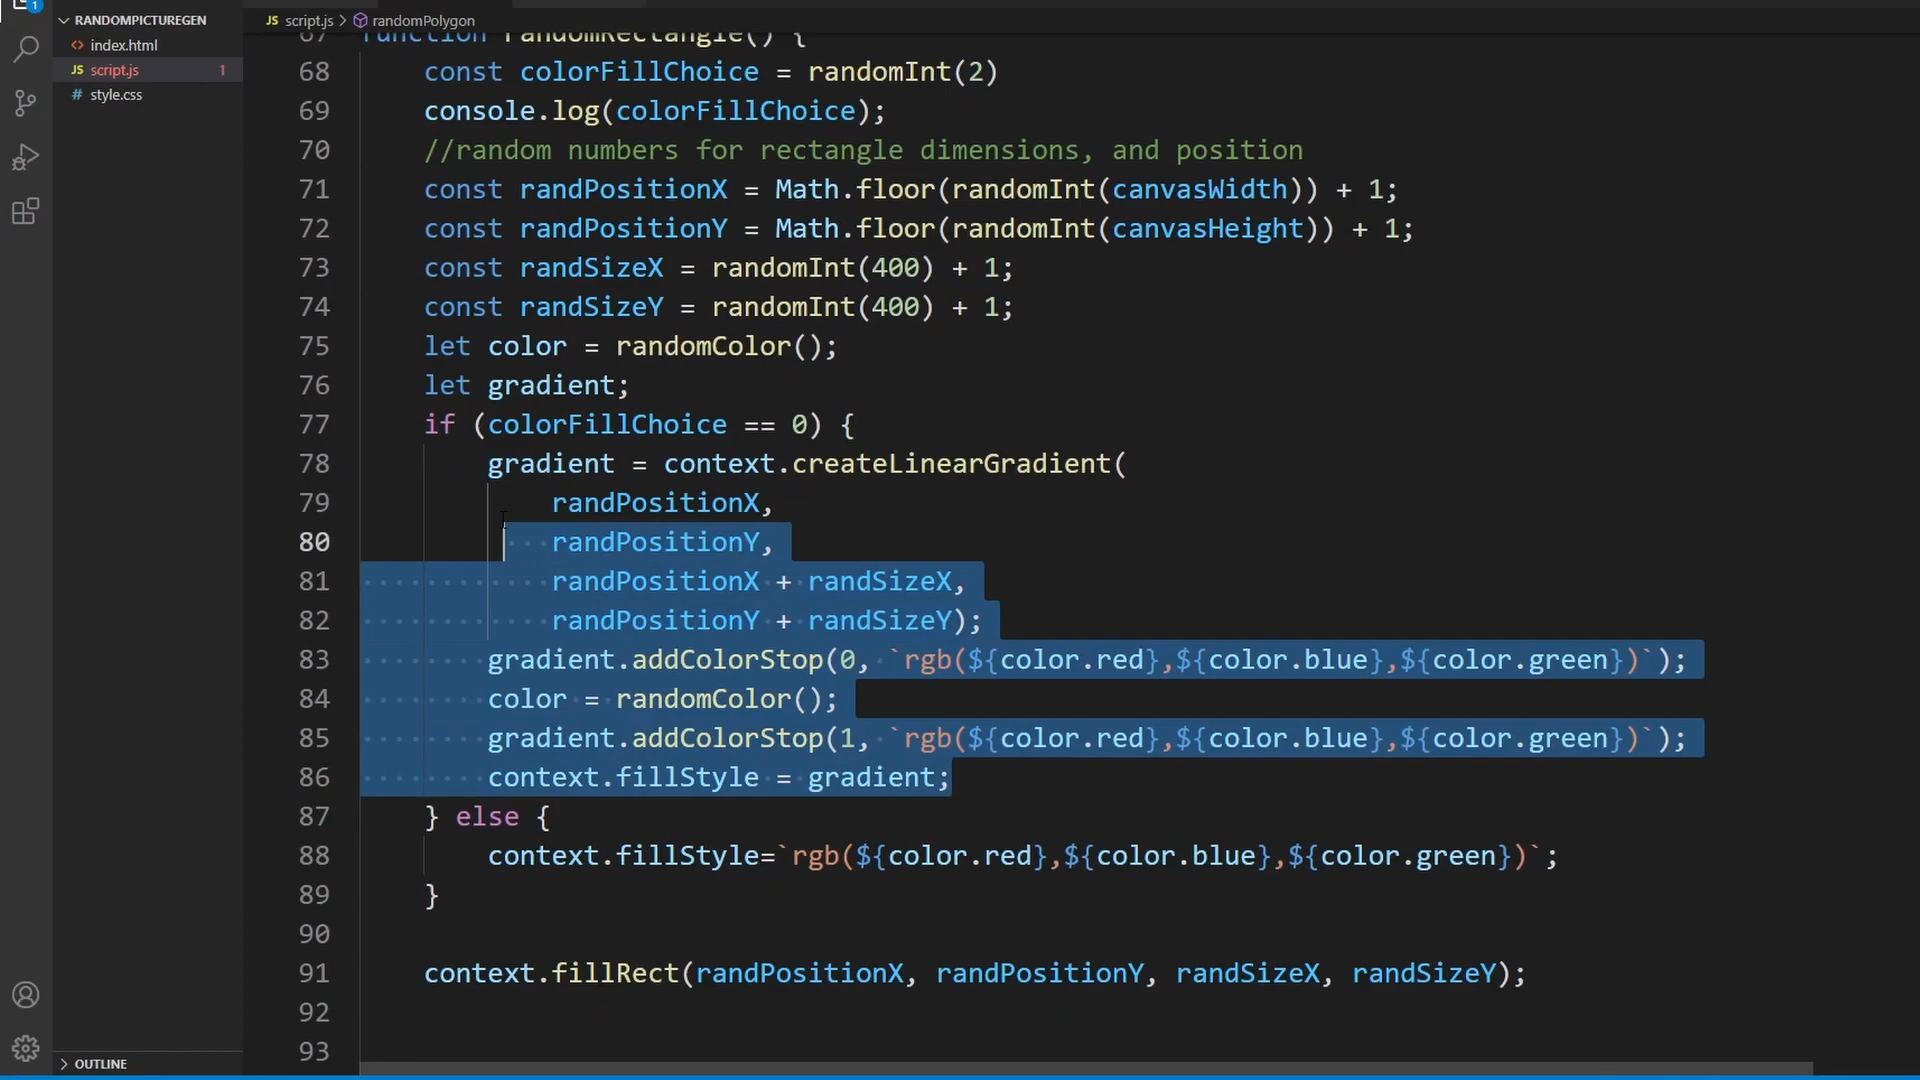 1
RANDOMPICTUREGEN
<> index.html
JS script.js 1
# style.css
OUTLINE
JS script.js > randomPolygon
67 function randomRectangle() {
68 const colorFillChoice = randomInt(2)
69 console.log(colorFillChoice);
70 //random numbers for rectangle dimensions, and position
71 const randPositionX = Math.floor(randomInt(canvasWidth)) + 1;
72 const randPositionY = Math.floor(randomInt(canvasHeight)) + 1;
73 const randSizeX = randomInt(400) + 1;
74 const randSizeY = randomInt(400) + 1;
75 let color = randomColor();
76 let gradient;
77 if (colorFillChoice == 0) {
78 gradient = context.createLinearGradient(
79 randPositionX,
80 randPositionY,
81 randPositionX + randSizeX,
82 randPositionY + randSizeY);
83 gradient.addColorStop(0, `rgb(${color.red},${color.blue},${color.green})`);
84 color = randomColor();
85 gradient.addColorStop(1, `rgb(${color.red},${color.blue},${color.green})`);
86 context.fillStyle = gradient;
87 } else {
88 context.fillStyle=`rgb(${color.red},${color.blue},${color.green})`;
89 }
90
91 context.fillRect(randPositionX, randPositionY, randSizeX, randSizeY);
92
93